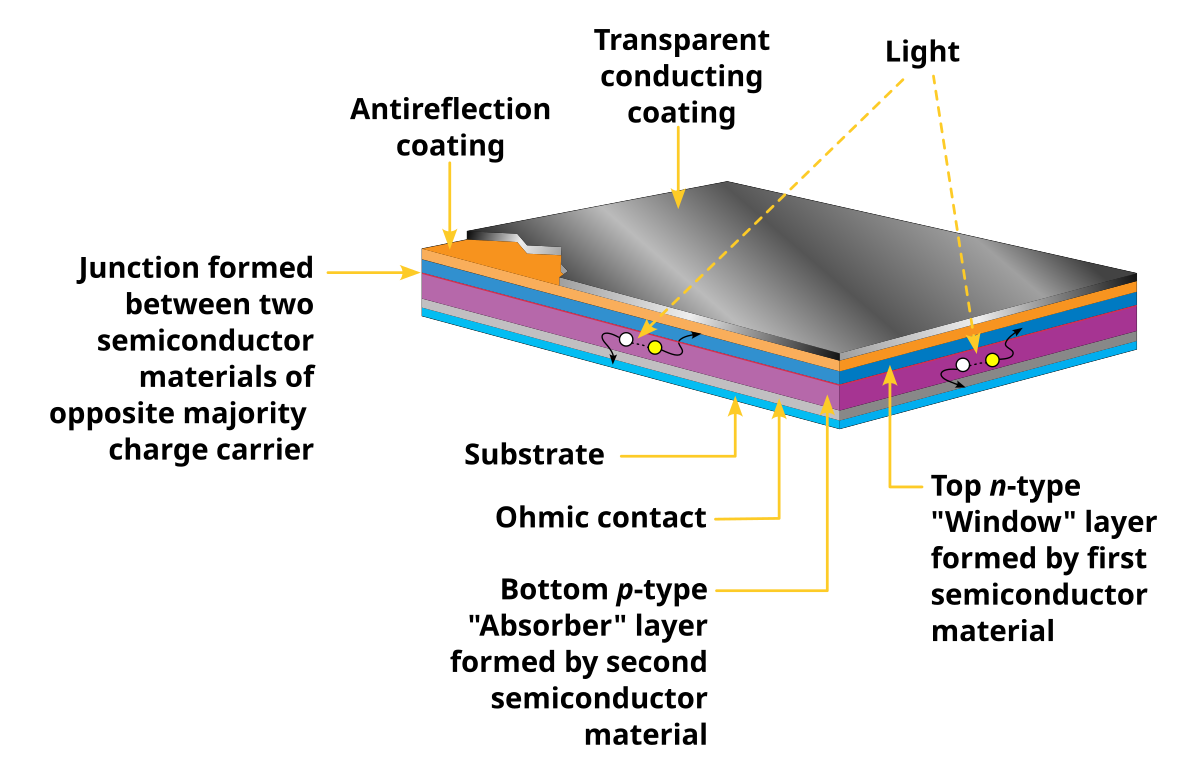 Transparent
conducting
coating
Light
Antireflection
coating
Junction formed
between two
semiconductor
materials of
opposite majority
charge carrier
Substrate
Ohmic contact
Bottom p-type
"Absorber" layer
formed by second
semiconductor
material
Top n-type
"Window" layer
formed by first
semiconductor
material